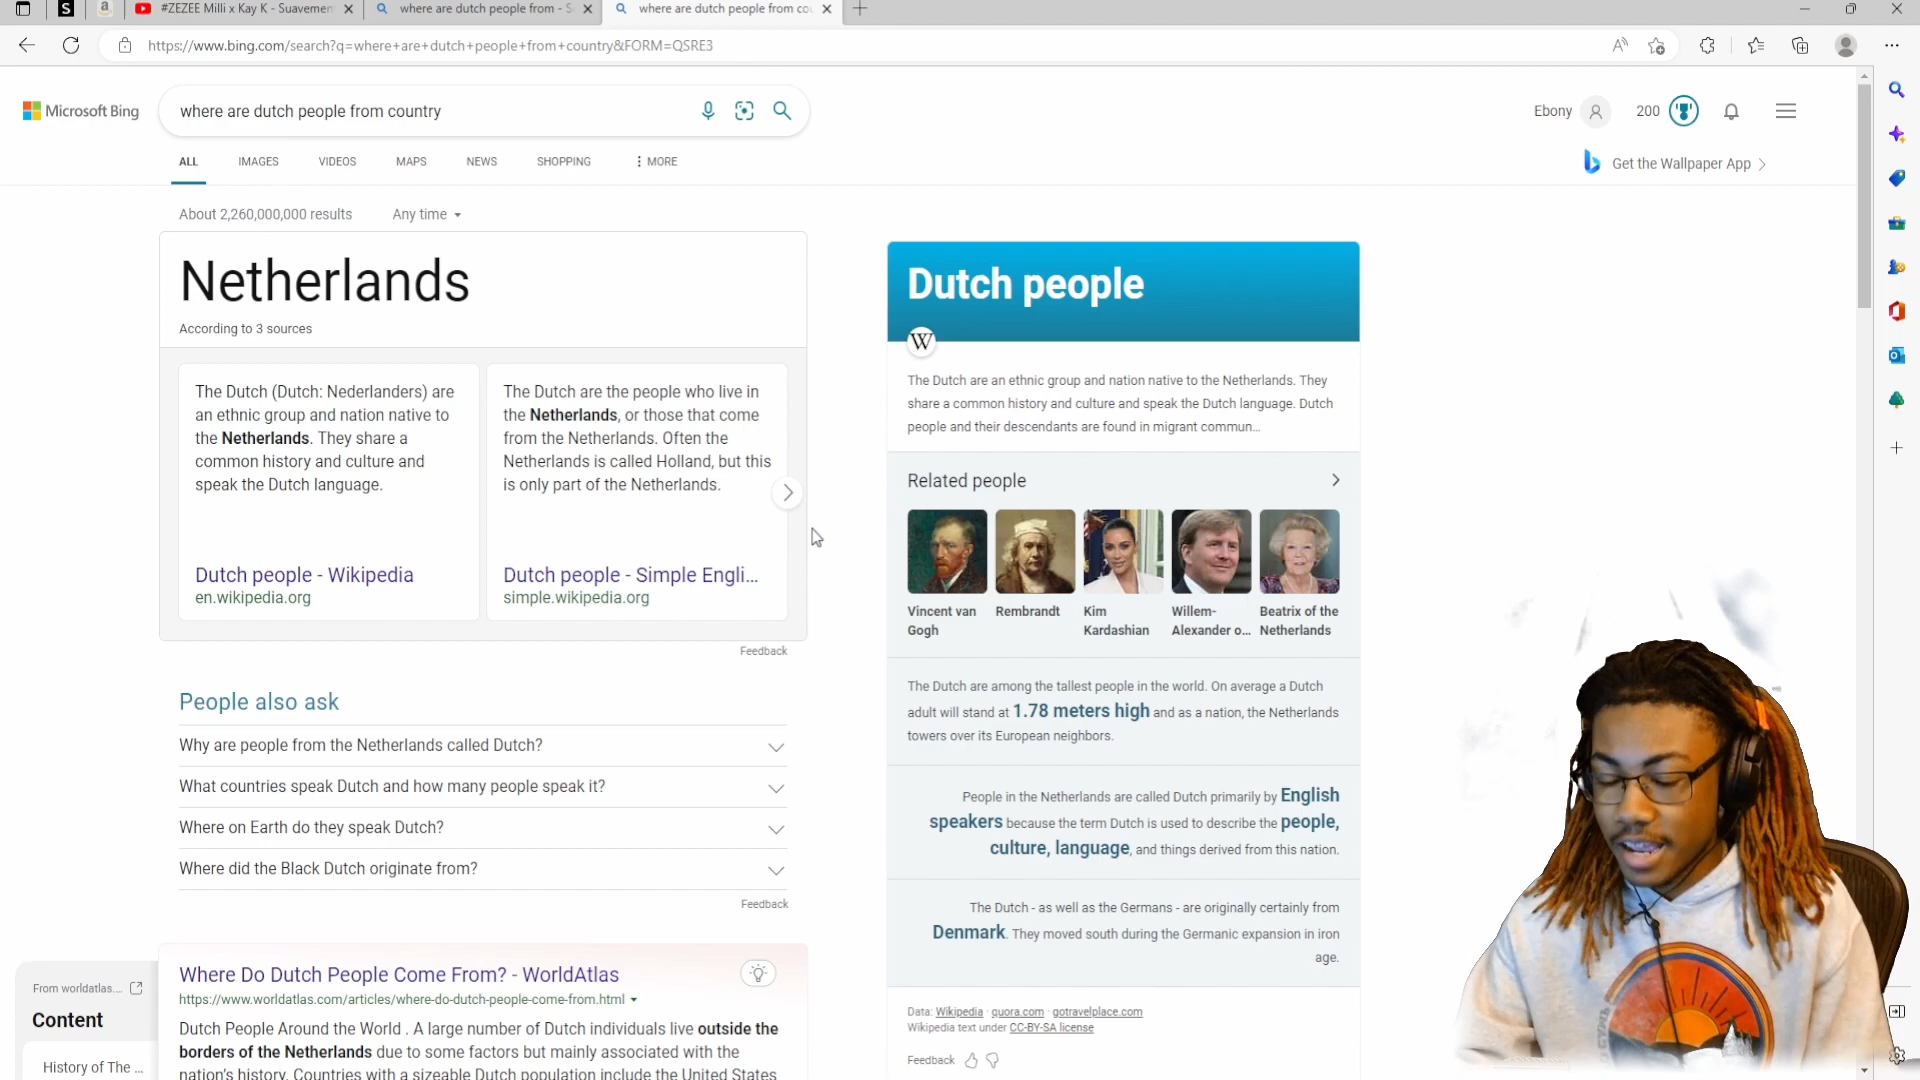 #ZEZEE Milli x Kay K - Suavemen
where are dutch people from - S
where are dutch people from cou
https://www.bing.com/search?q=where+are+dutch+people+from+country&FORM=QSRE3
Microsoft Bing
where are dutch people from country
Ebony
200
ALL
IMAGES
VIDEOS
MAPS
NEWS
SHOPPING
MORE
Get the Wallpaper App
About 2,260,000,000 results
Any time
Netherlands
According to 3 sources
The Dutch (Dutch: Nederlanders) are
an ethnic group and nation native to
the Netherlands. They share a
common history and culture and
speak the Dutch language.
Dutch people - Wikipedia
en.wikipedia.org
The Dutch are the people who live in
the Netherlands, or those that come
from the Netherlands. Often the
Netherlands is called Holland, but this
is only part of the Netherlands.
Dutch people - Simple Engli...
simple.wikipedia.org
Feedback
People also ask
Why are people from the Netherlands called Dutch?
What countries speak Dutch and how many people speak it?
Where on Earth do they speak Dutch?
Where did the Black Dutch originate from?
Feedback
From worldatlas....
Content
History of The ...
Where Do Dutch People Come From? - WorldAtlas
https://www.worldatlas.com/articles/where-do-dutch-people-come-from.html
Dutch People Around the World . A large number of Dutch individuals live outside the
borders of the Netherlands due to some factors but mainly associated with the
nation's history. Countries with a sizeable Dutch population include the United States
Dutch people
W
The Dutch are an ethnic group and nation native to the Netherlands. They
share a common history and culture and speak the Dutch language. Dutch
people and their descendants are found in migrant commun...
Related people
Vincent van
Gogh
Rembrandt
Kim
Kardashian
Willem-
Alexander o...
Beatrix of the
Netherlands
The Dutch are among the tallest people in the world. On average a Dutch
adult will stand at 1.78 meters high and as a nation, the Netherlands
towers over its European neighbors.
People in the Netherlands are called Dutch primarily by English
speakers because the term Dutch is used to describe the people,
culture, language, and things derived from this nation.
The Dutch - as well as the Germans - are originally certainly from
Denmark. They moved south during the Germanic expansion in iron
age.
Data: Wikipedia · quora.com · gotravelplace.com
Wikipedia text under CC-BY-SA license
Feedback